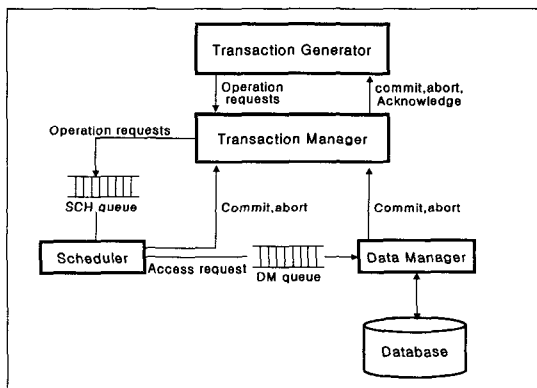 Transaction Generator
Operation
requests
commit,abort,
Acknowledge
Operation requests
Transaction Manager
SCH queue
Commit,abort
Commit,abort
Scheduler
Access request
DM queue
Data Manager
Database